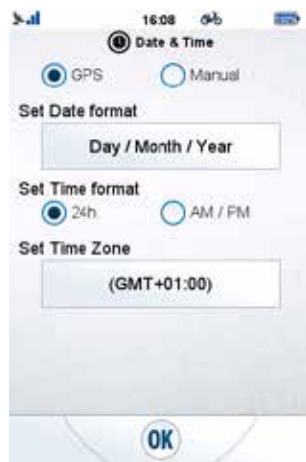 16:08
Date & Time
GPS Manual
Set Date format
Day / Month / Year
Set Time format
24h AM / PM
Set Time Zone
(GMT+01:00)
OK